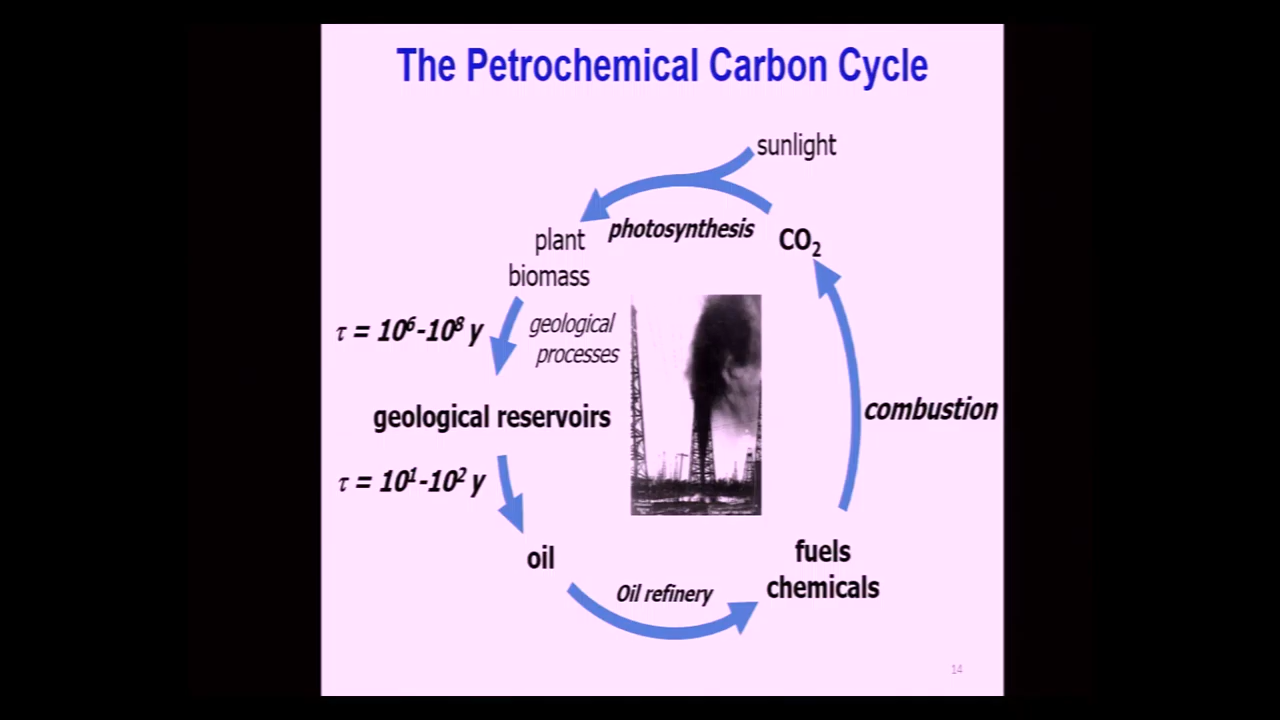 The Petrochemical Carbon Cycle
sunlight
photosynthesis
CO₂
plant
biomass
τ = 10⁶-10⁸ y
geological
processes
geological reservoirs
combustion
τ = 10¹-10² y
oil
fuels
chemicals
Oil refinery
14